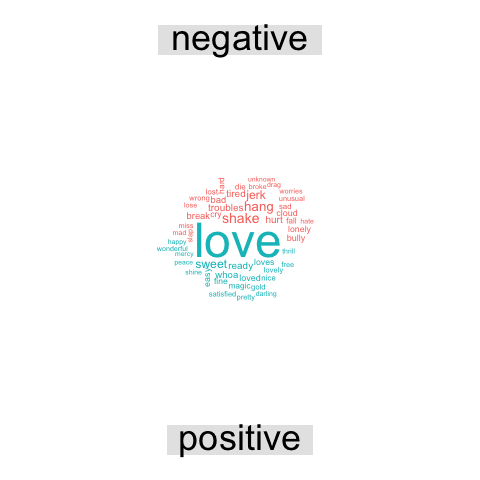 negative
unknown
hard die broke drag
lost tired jerk worries
wrong bad hang unusual
lose troubles cloud sad
break cry shake hurt fall hate
miss slap lonely
mad bully
love
happy
wonderful thrill
mercy
peace sweet ready loves free
shine easy whoa lovely
fine loved nice
magic gold
satisfied pretty darling
positive